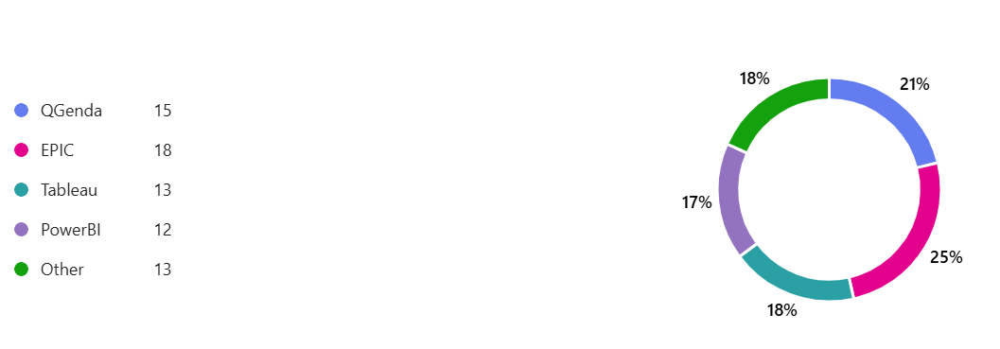 QGenda 15
EPIC 18
Tableau 13
PowerBI 12
Other 13
18%
21%
17%
25%
18%